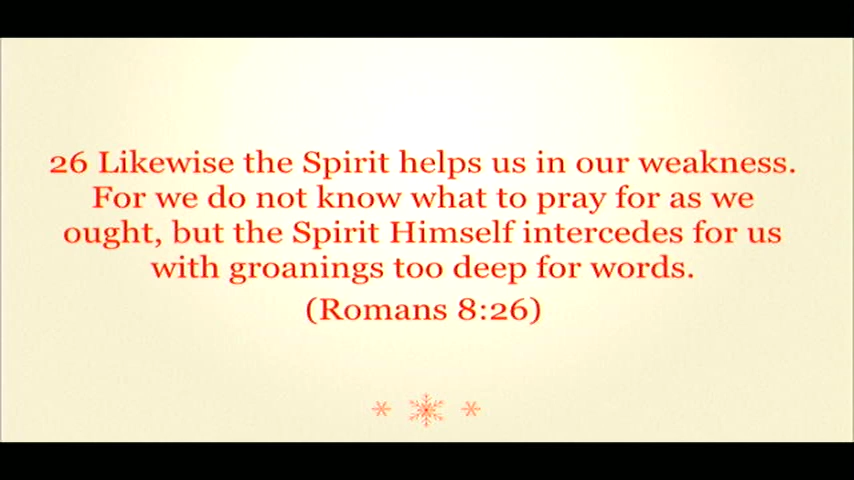 26 Likewise the Spirit helps us in our weakness.
For we do not know what to pray for as we
ought, but the Spirit Himself intercedes for us
with groanings too deep for words.
(Romans 8:26)